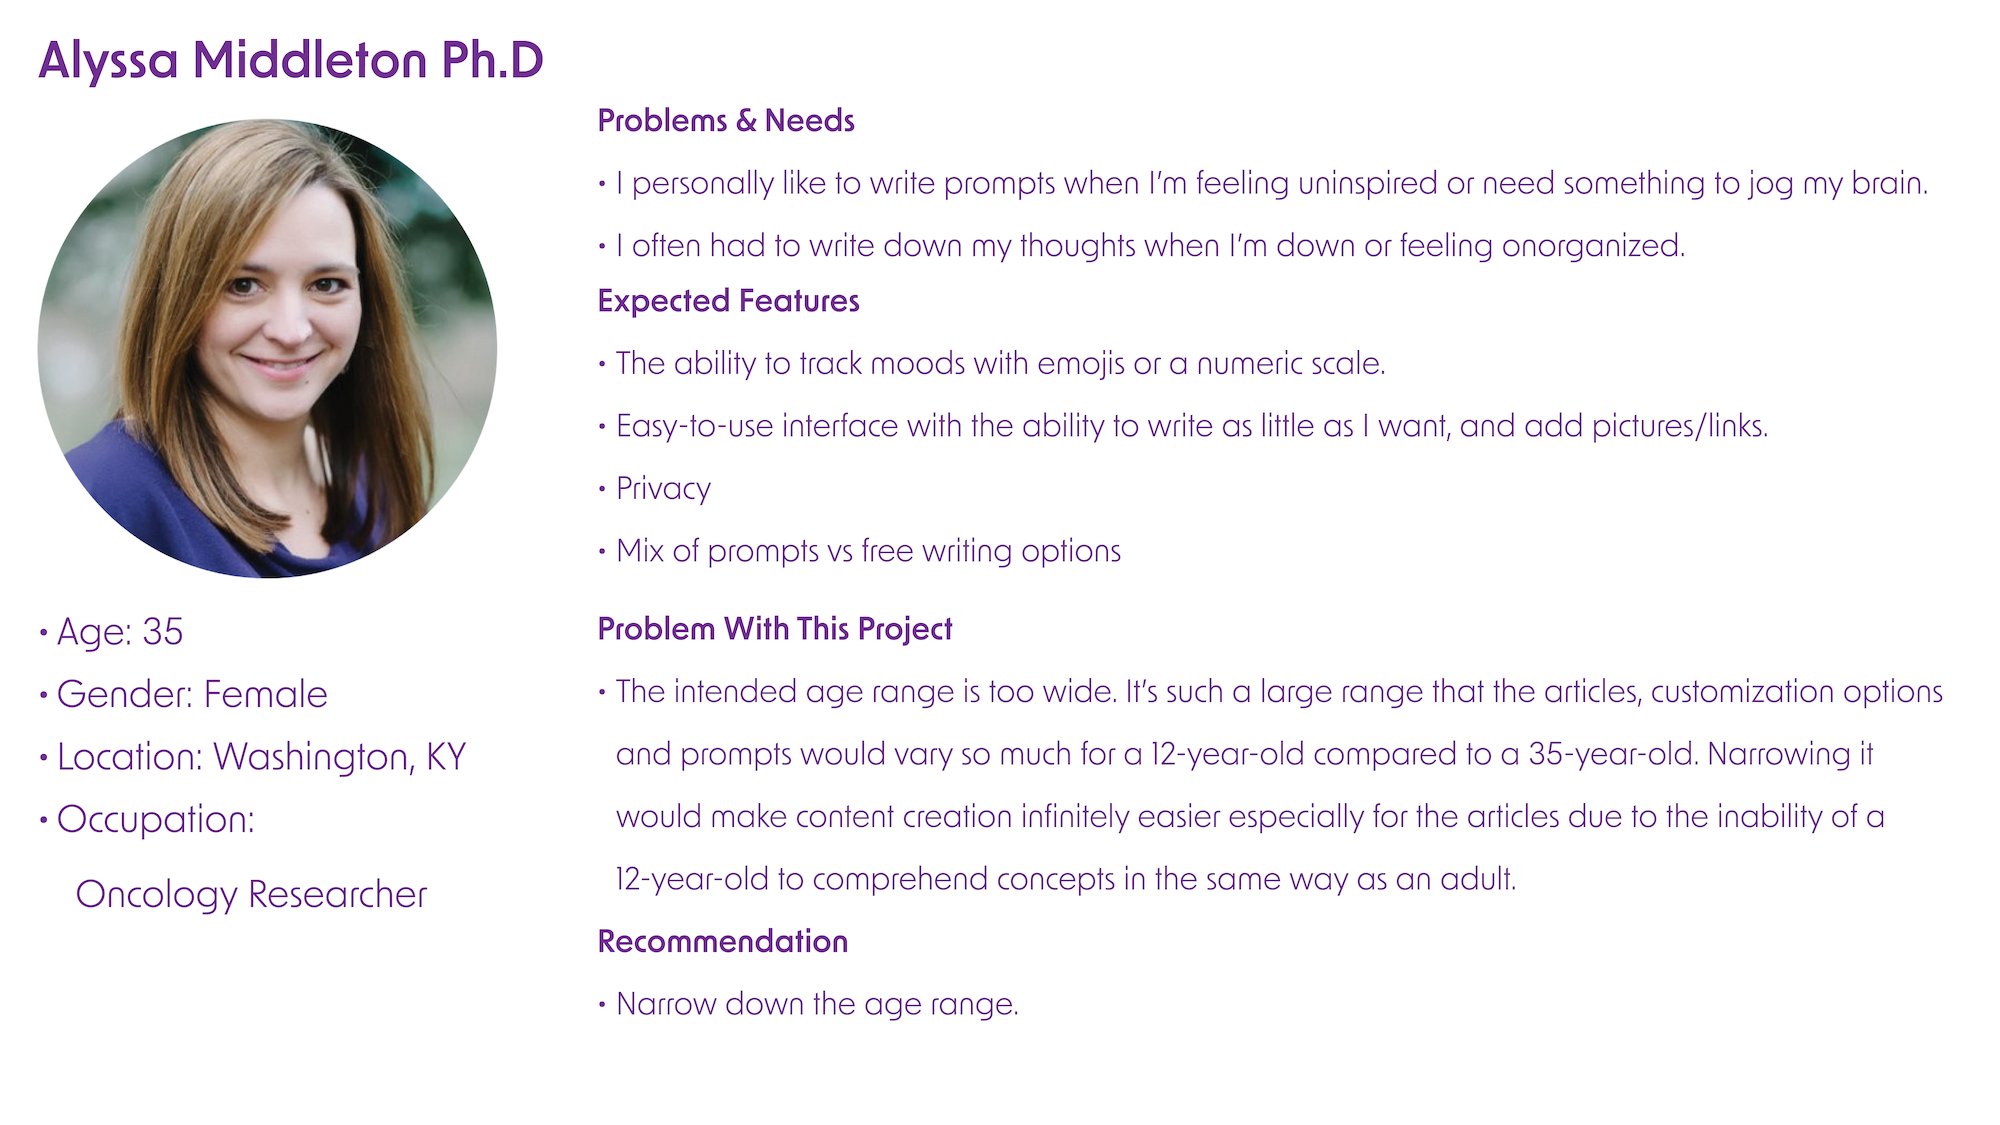 Alyssa Middleton Ph.D
• Age: 35
• Gender: Female
• Location: Washington, KY
• Occupation:
Oncology Researcher
Problems & Needs
• I personally like to write prompts when I’m feeling uninspired or need something to jog my brain.
• I often had to write down my thoughts when I’m down or feeling onorganized.
Expected Features
• The ability to track moods with emojis or a numeric scale.
• Easy-to-use interface with the ability to write as little as I want, and add pictures/links.
• Privacy
• Mix of prompts vs free writing options
Problem With This Project
• The intended age range is too wide. It’s such a large range that the articles, customization options
and prompts would vary so much for a 12-year-old compared to a 35-year-old. Narrowing it
would make content creation infinitely easier especially for the articles due to the inability of a
12-year-old to comprehend concepts in the same way as an adult.
Recommendation
• Narrow down the age range.